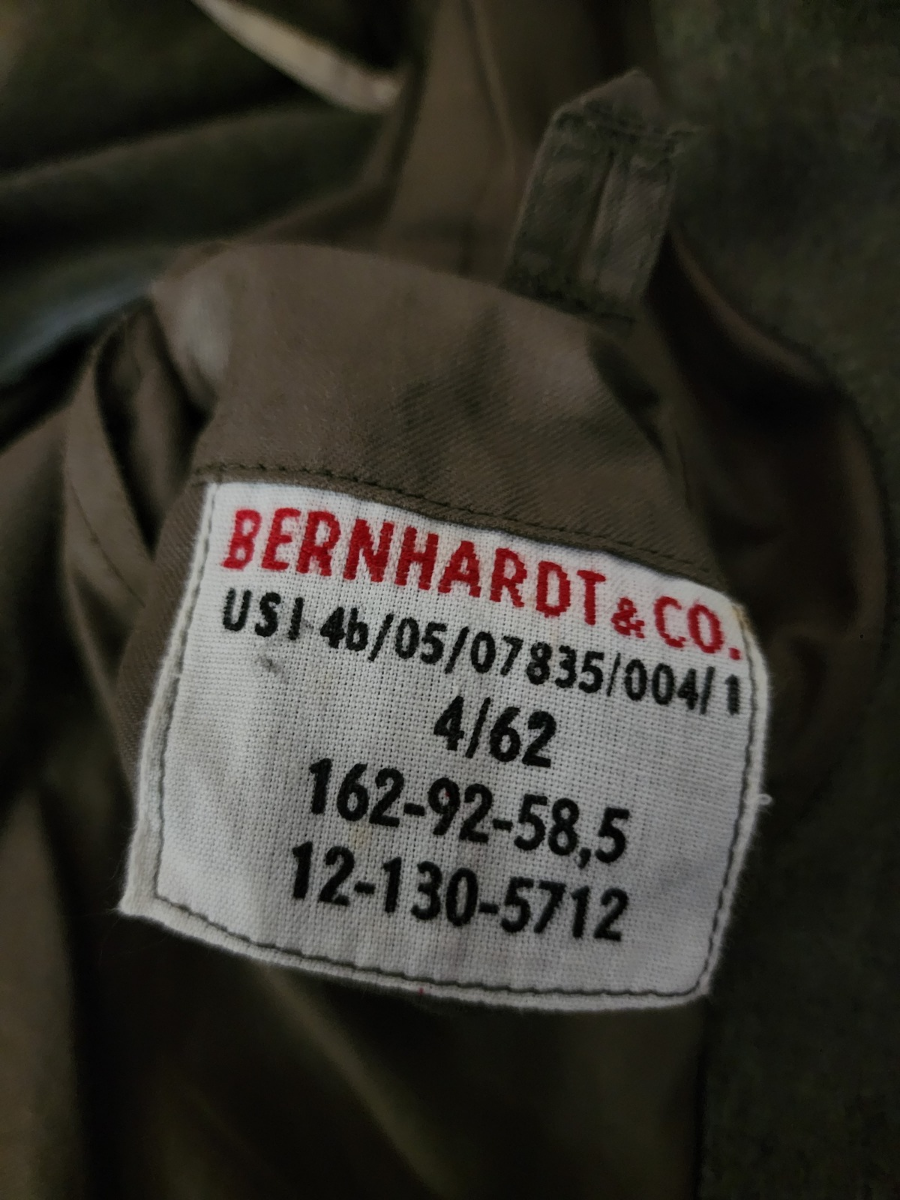 BERNHARDT & CO.
USI 4b/05/07835/004/1
4/62
162-92-58,5
12-130-5712